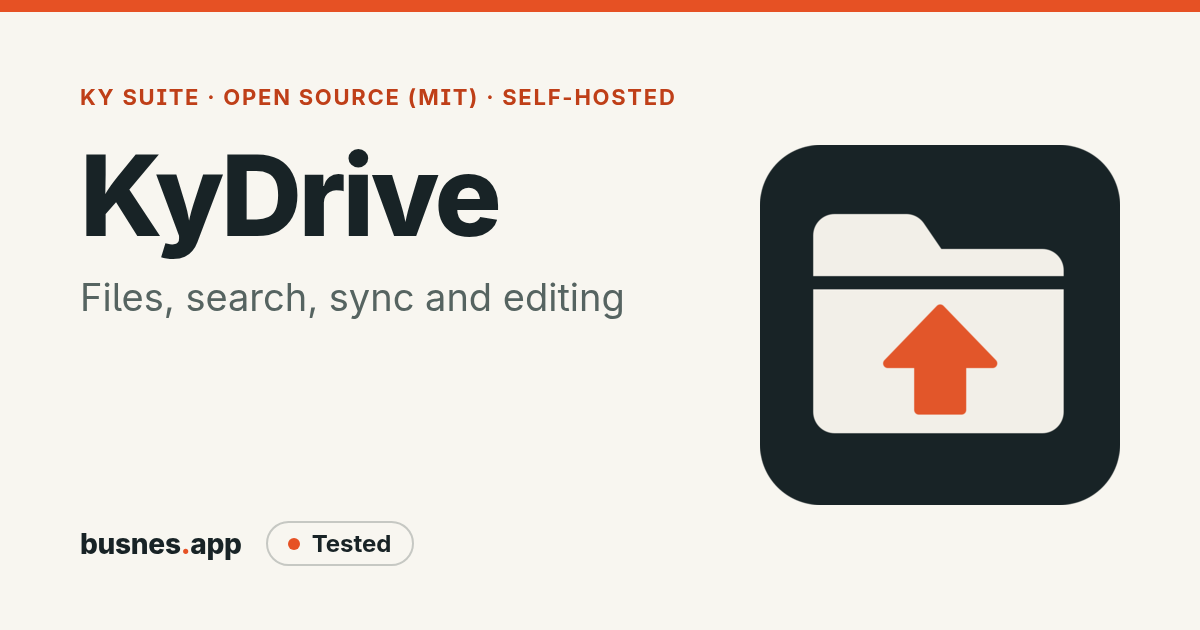 KY SUITE · OPEN SOURCE (MIT) · SELF-HOSTED
KyDrive
Files, search, sync and editing
busnes.app
Tested